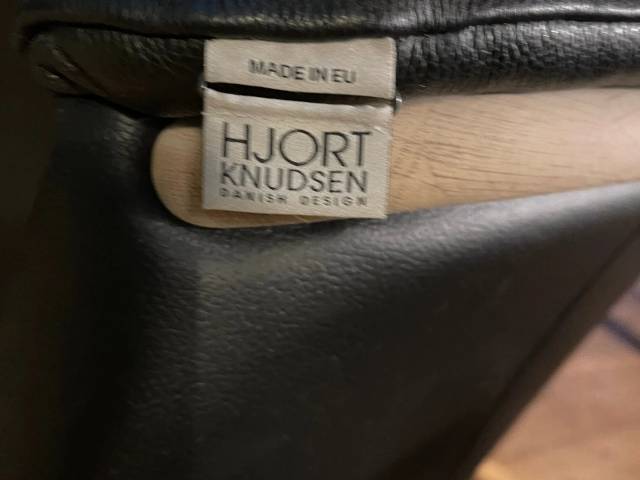 MADE IN EU
HJORT
KNUDSEN
DANISH DESIGN